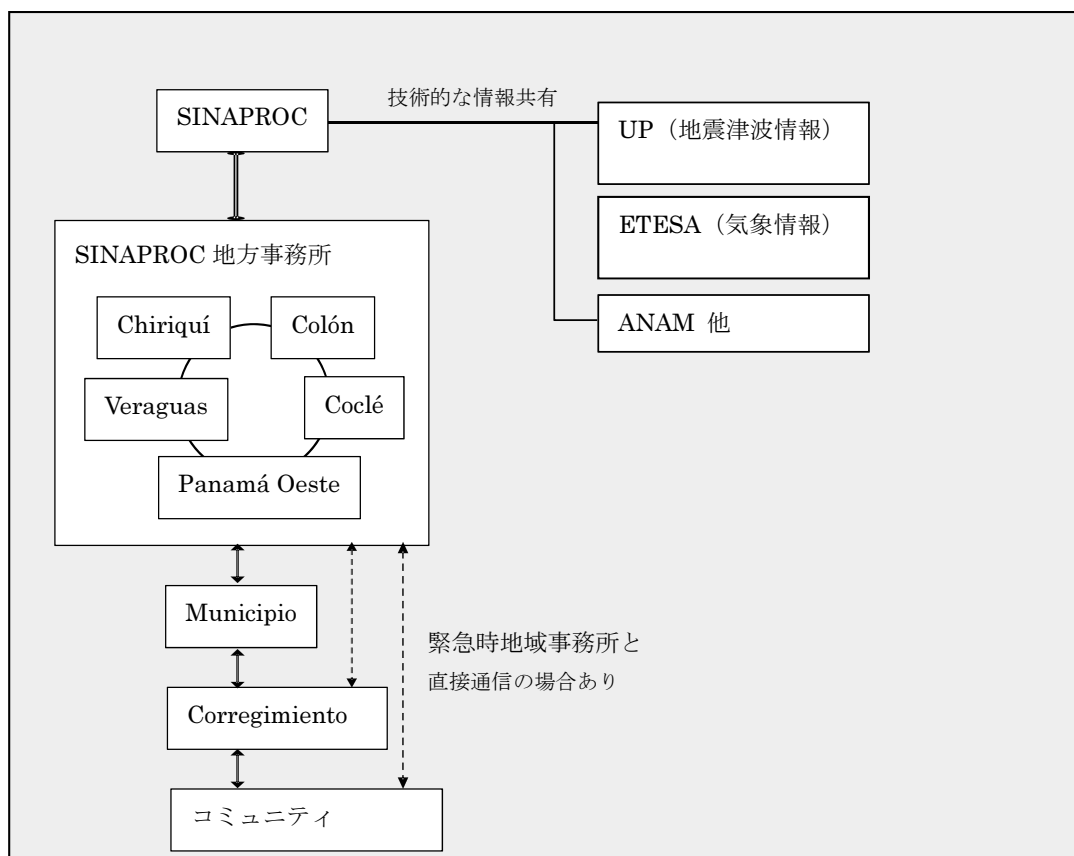 技術的な情報共有
SINAPROC
UP（地震津波情報）
ETESA（気象情報）
ANAM 他
SINAPROC 地方事務所
Chiriquí
Colón
Veraguas
Coclé
Panamá Oeste
Municipio
緊急時地域事務所と
直接通信の場合あり
Corregimiento
コミュニティ